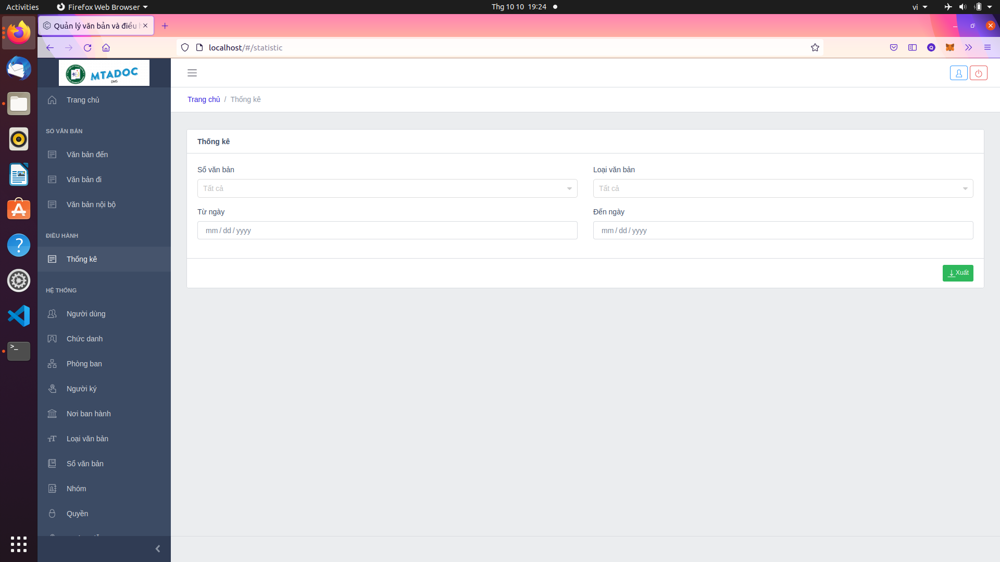 Activities
Firefox Web Browser
Thg 10 10 19:24
vi
Quản lý văn bản và điều
localhost/#/statistic
MTADOC
DMS
Trang chủ
SỔ VĂN BẢN
Văn bản đến
Văn bản đi
Văn bản nội bộ
ĐIỀU HÀNH
Thống kê
HỆ THỐNG
Người dùng
Chức danh
Phòng ban
Người ký
Nơi ban hành
Loại văn bản
Sổ văn bản
Nhóm
Quyền
Trang chủ / Thống kê
Thống kê
Sổ văn bản
Tất cả
Loại văn bản
Tất cả
Từ ngày
mm / dd / yyyy
Đến ngày
mm / dd / yyyy
Xuất